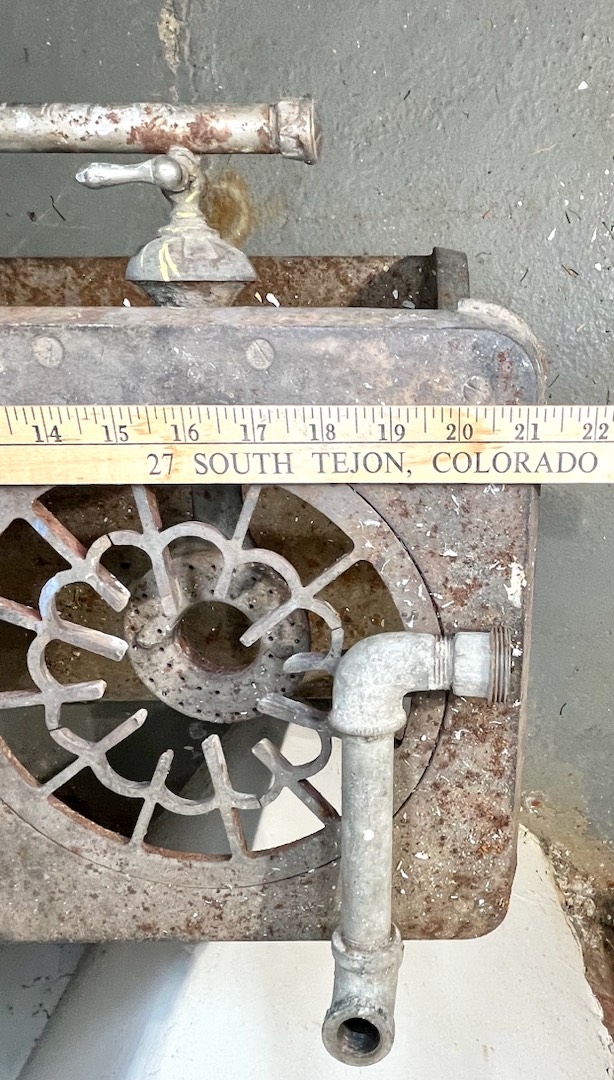 14 15 16 17 18 19 20 21 22
27 SOUTH TEJON, COLORADO